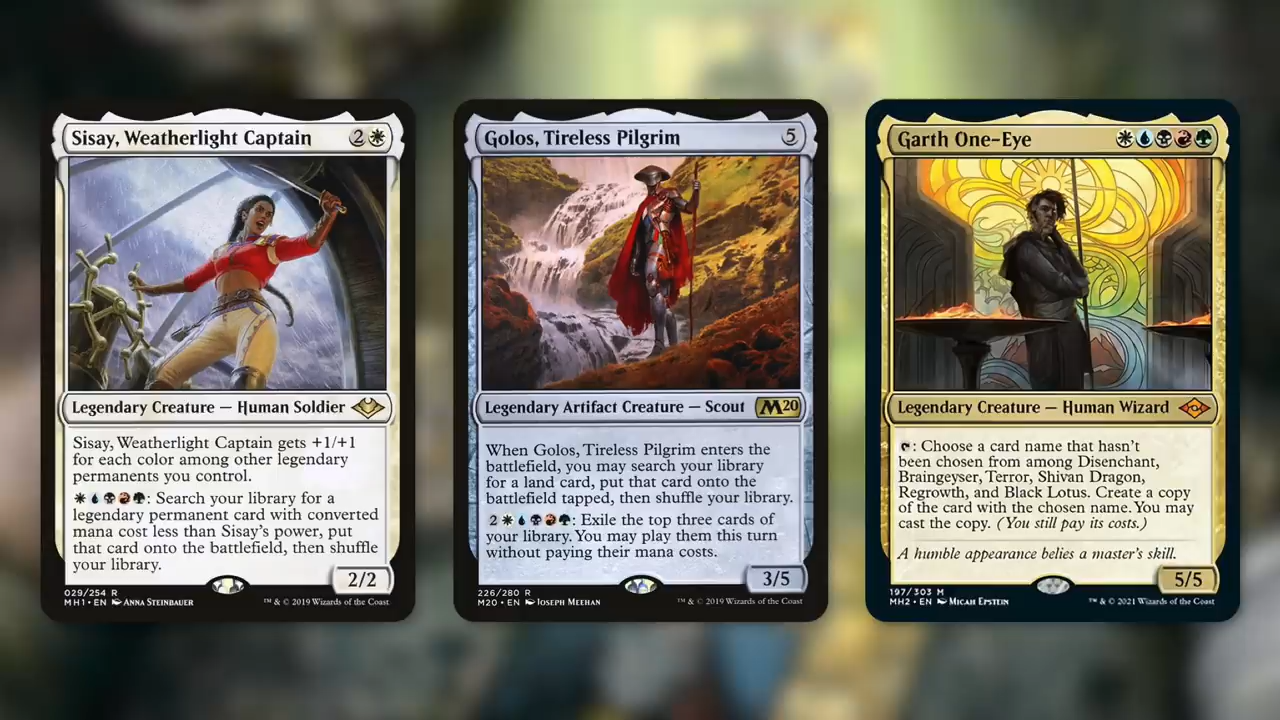 Sisay, Weatherlight Captain 2
Legendary Creature — Human Soldier
Sisay, Weatherlight Captain gets +1/+1
for each color among other legendary
permanents you control.
: Search your library for a
legendary permanent card with converted
mana cost less than Sisay's power, put
that card onto the battlefield, then shuffle
your library.
2/2
029/254 R
MH1 • EN Anna Steinbauer
™ & © 2019 Wizards of the Coast
Golos, Tireless Pilgrim 5
Legendary Artifact Creature — Scout M20
When Golos, Tireless Pilgrim enters the
battlefield, you may search your library
for a land card, put that card onto the
battlefield tapped, then shuffle your library.
2 : Exile the top three cards of
your library. You may play them this turn
without paying their mana costs.
3/5
226/280 R
M20 • EN Joseph Meehan
™ & © 2019 Wizards of the Coast
Garth One-Eye
Legendary Creature — Human Wizard
: Choose a card name that hasn't
been chosen from among Disenchant,
Braingeyser, Terror, Shivan Dragon,
Regrowth, and Black Lotus. Create a copy
of the card with the chosen name. You may
cast the copy. (You still pay its costs.)
A humble appearance belies a master's skill.
5/5
197/303 M
MH2 • EN Micah Epstein
™ & © 2021 Wizards of the Coast